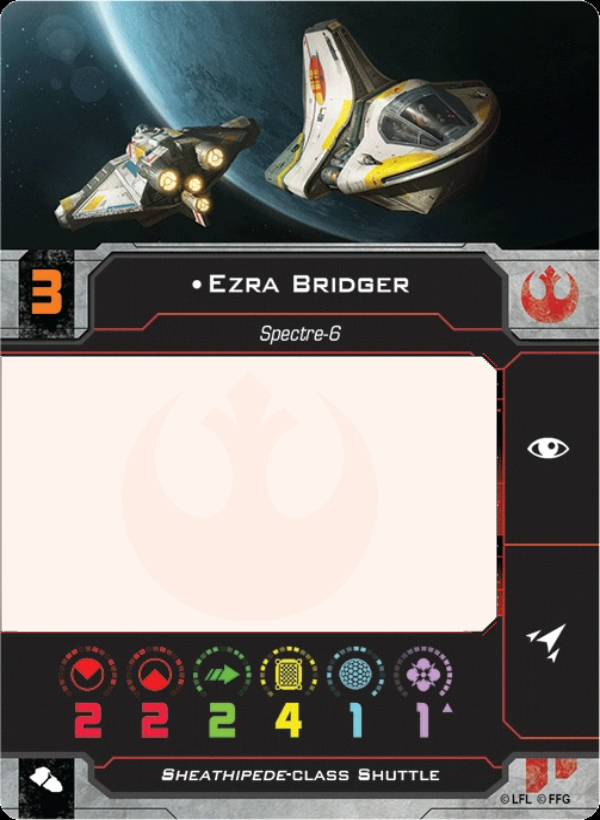 3
• EZRA BRIDGER
Spectre-6
2 2 2 4 1 1
SHEATHIPEDE-CLASS SHUTTLE
© LFL © FFG